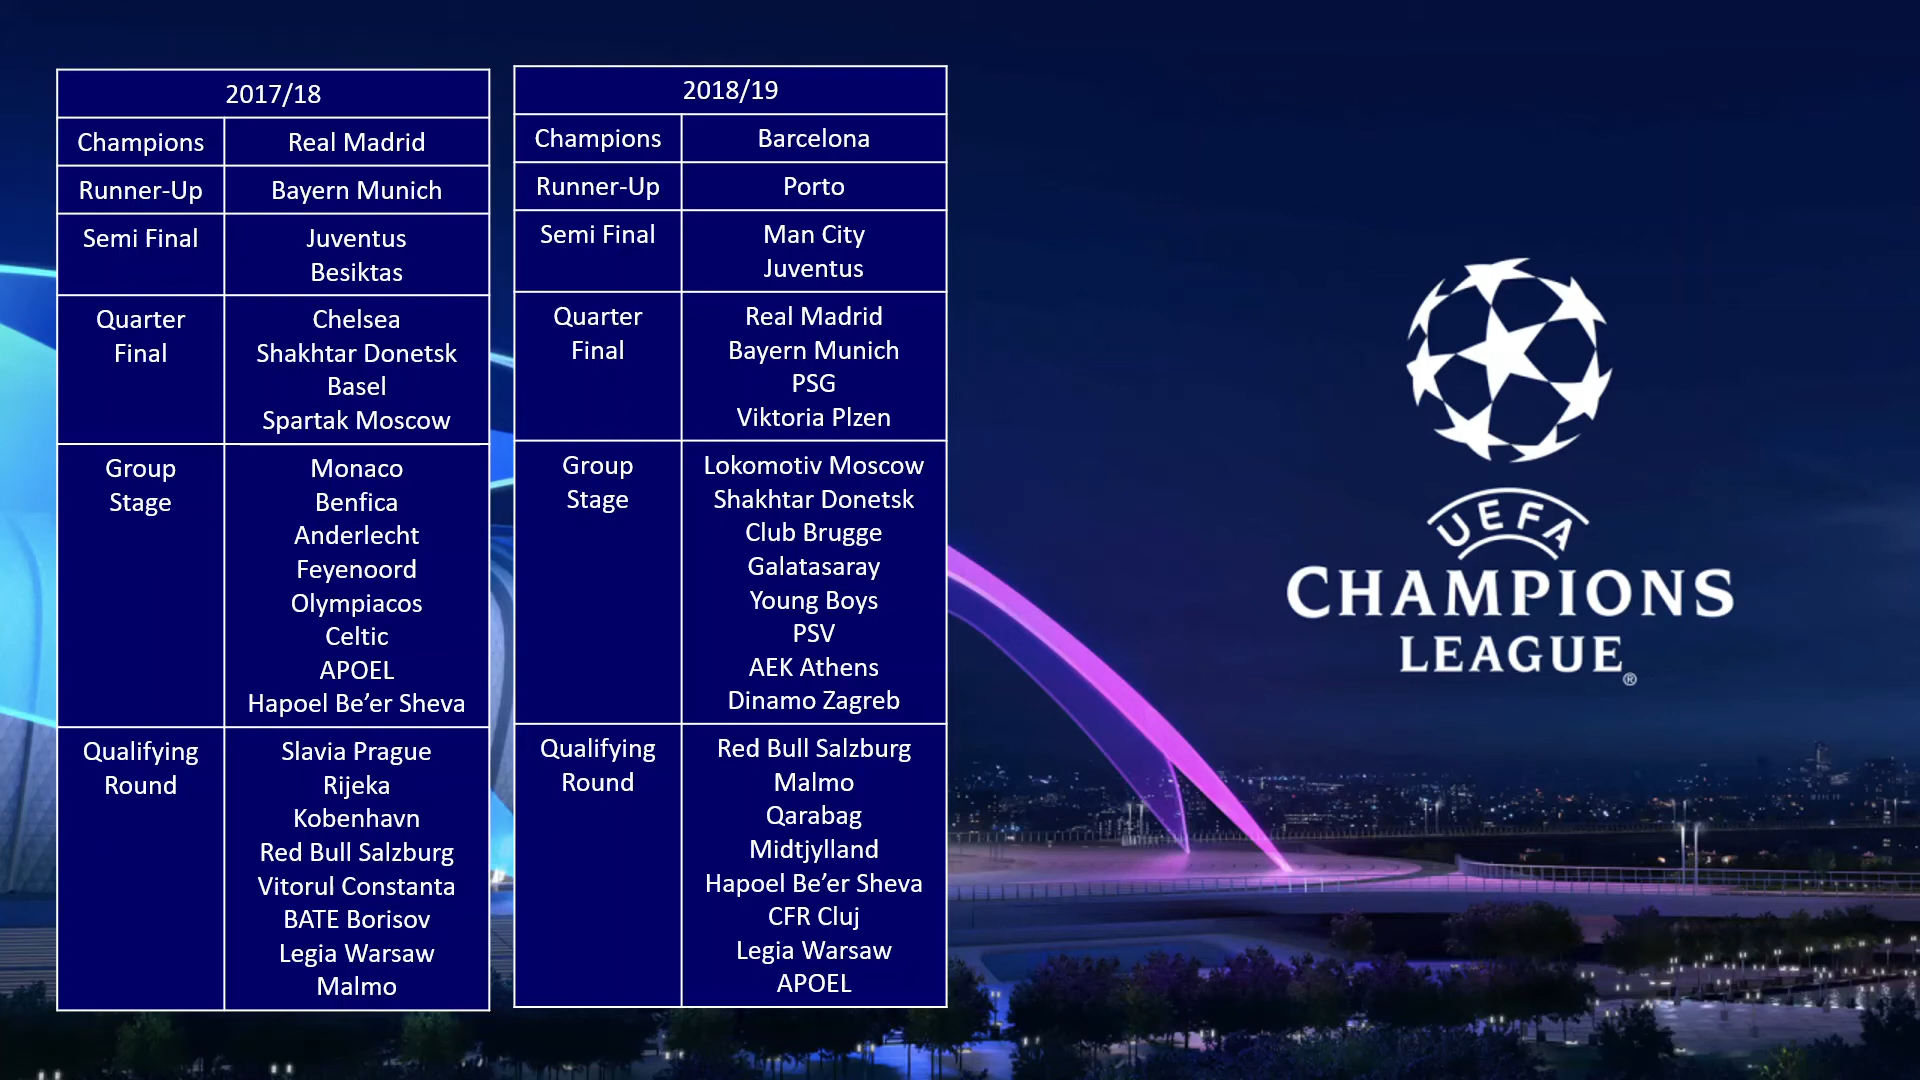 2017/18
Champions
Real Madrid
Runner-Up
Bayern Munich
Semi Final
Juventus
Besiktas
Quarter
Final
Chelsea
Shakhtar Donetsk
Basel
Spartak Moscow
Group
Stage
Monaco
Benfica
Anderlecht
Feyenoord
Olympiacos
Celtic
APOEL
Hapoel Be’er Sheva
Qualifying
Round
Slavia Prague
Rijeka
Kobenhavn
Red Bull Salzburg
Vitorul Constanta
BATE Borisov
Legia Warsaw
Malmo
2018/19
Champions
Barcelona
Runner-Up
Porto
Semi Final
Man City
Juventus
Quarter
Final
Real Madrid
Bayern Munich
PSG
Viktoria Plzen
Group
Stage
Lokomotiv Moscow
Shakhtar Donetsk
Club Brugge
Galatasaray
Young Boys
PSV
AEK Athens
Dinamo Zagreb
Qualifying
Round
Red Bull Salzburg
Malmo
Qarabag
Midtjylland
Hapoel Be’er Sheva
CFR Cluj
Legia Warsaw
APOEL
UEFA
CHAMPIONS
LEAGUE®